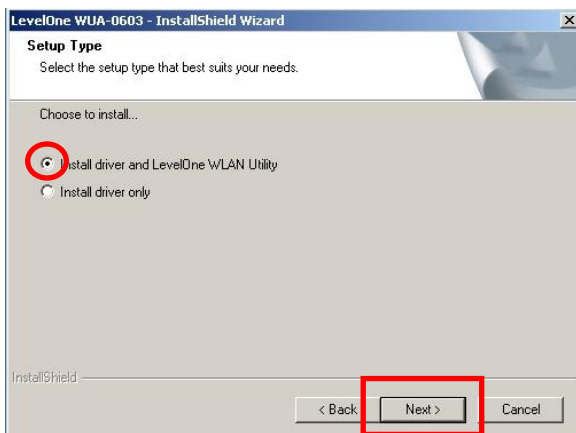 LevelOne WUA-0603 - InstallShield Wizard
Setup Type
Select the setup type that best suits your needs.
Choose to install...
Install driver and LevelOne WLAN Utility
Install driver only
InstallShield
< Back Next > Cancel